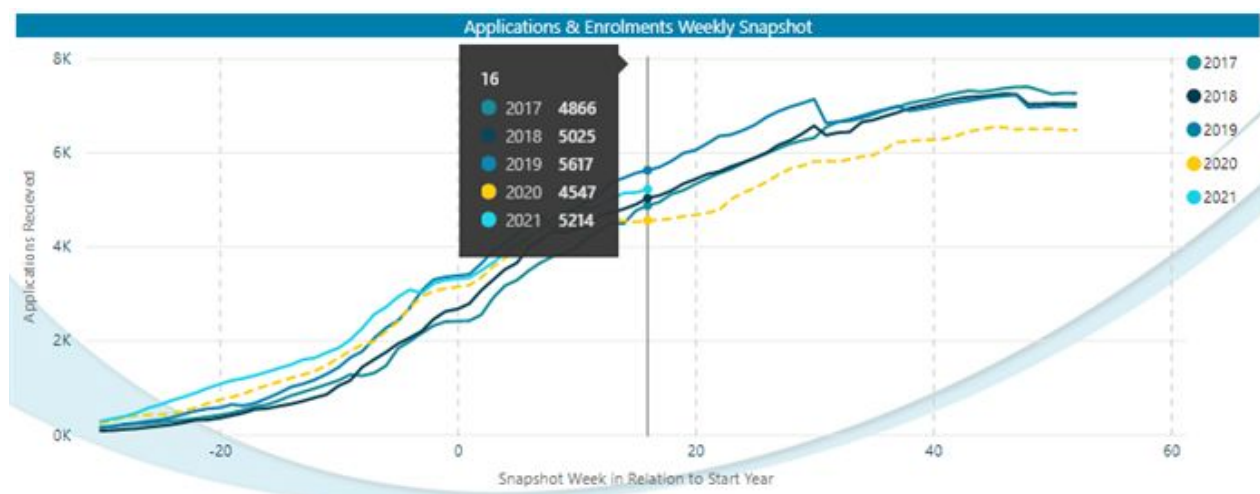 Applications & Enrolments Weekly Snapshot
8K
6K
4K
2K
0K
Applications Recieved
16
2017 4866
2018 5025
2019 5617
2020 4547
2021 5214
2017
2018
2019
2020
2021
-20
0
20
40
60
Snapshot Week in Relation to Start Year